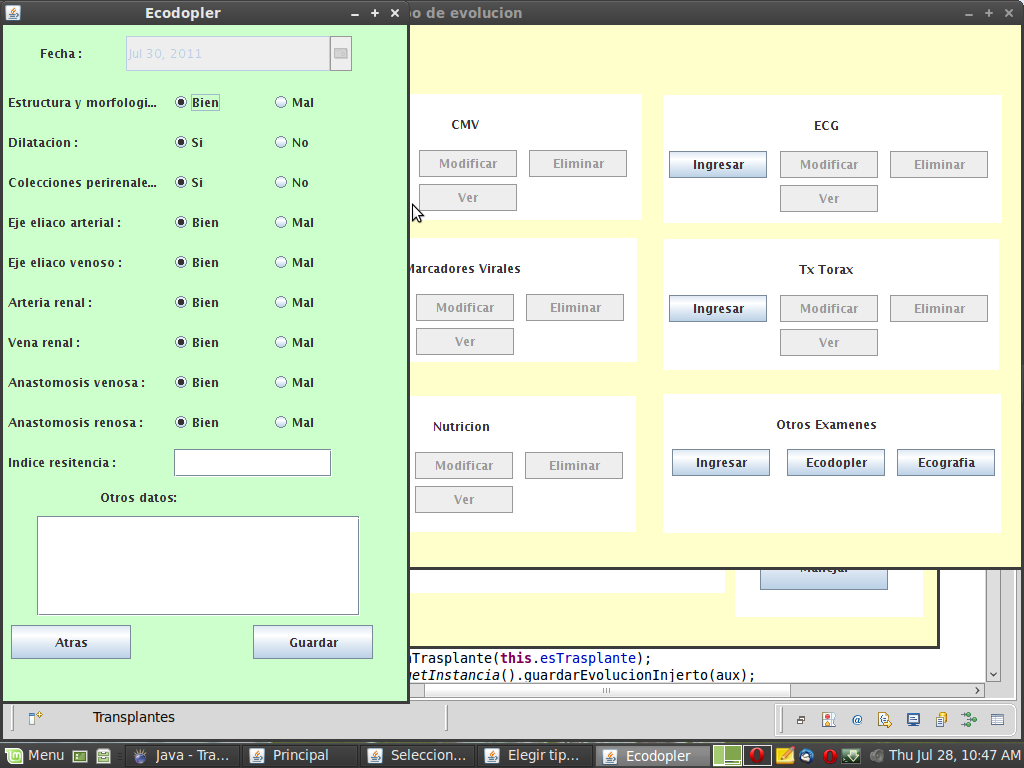 Ecodopler
po de evolucion
Fecha :
Jul 30, 2011
Estructura y morfologi...
Bien
Mal
Dilatacion :
Si
No
Colecciones perirenale...
Si
No
Eje eliaco arterial :
Bien
Mal
Eje eliaco venoso :
Bien
Mal
Arteria renal :
Bien
Mal
Vena renal :
Bien
Mal
Anastomosis venosa :
Bien
Mal
Anastomosis renosa :
Bien
Mal
Indice resitencia :
Otros datos:
Atras
Guardar
CMV
Modificar
Eliminar
Ver
ECG
Ingresar
Modificar
Eliminar
Ver
Marcadores Virales
Modificar
Eliminar
Ver
Tx Torax
Ingresar
Modificar
Eliminar
Ver
Nutricion
Modificar
Eliminar
Ver
Otros Examenes
Ingresar
Ecodopler
Ecografia
Manejar
nTrasplante(this.esTrasplante);
getInstancia().guardarEvolucionInjerto(aux);
Transplantes
Menu
Java - Tra...
Principal
Seleccion...
Elegir tip...
Ecodopler
Thu Jul 28, 10:47 AM